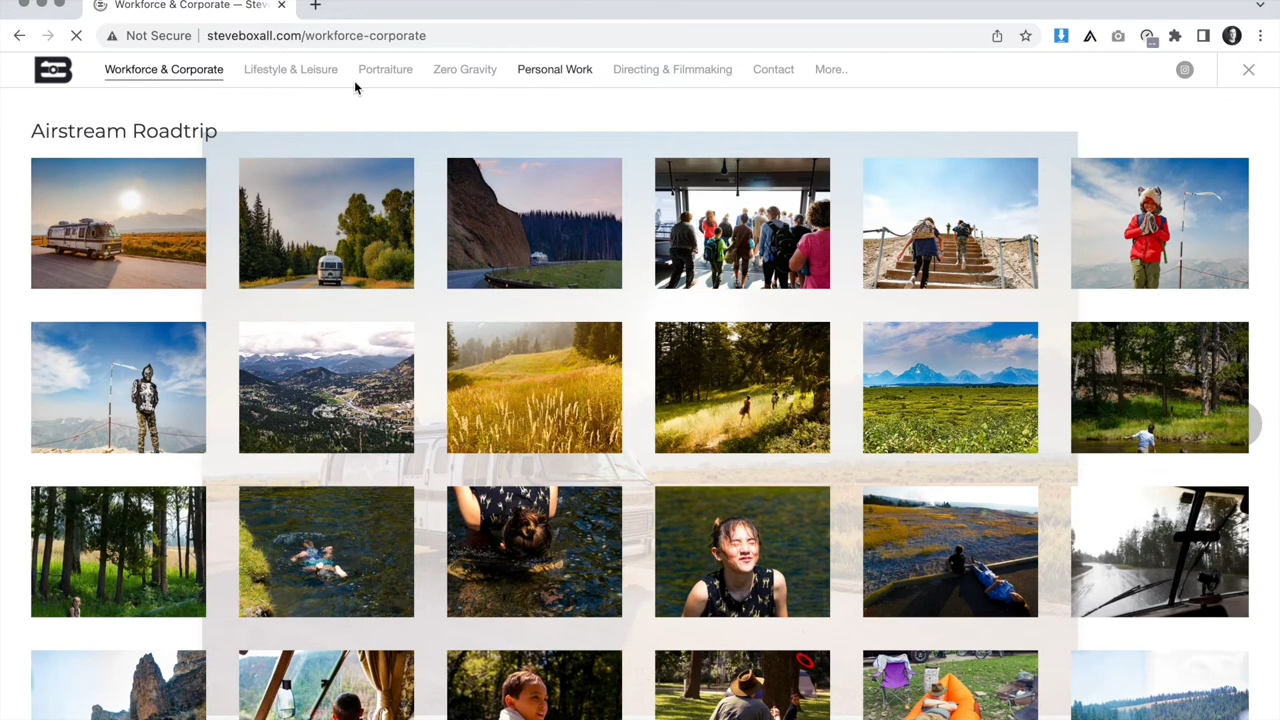 Workforce & Corporate — Stev
Not Secure steveboxall.com/workforce-corporate
B Workforce & Corporate Lifestyle & Leisure Portraiture Zero Gravity Personal Work Directing & Filmmaking Contact More..
Airstream Roadtrip